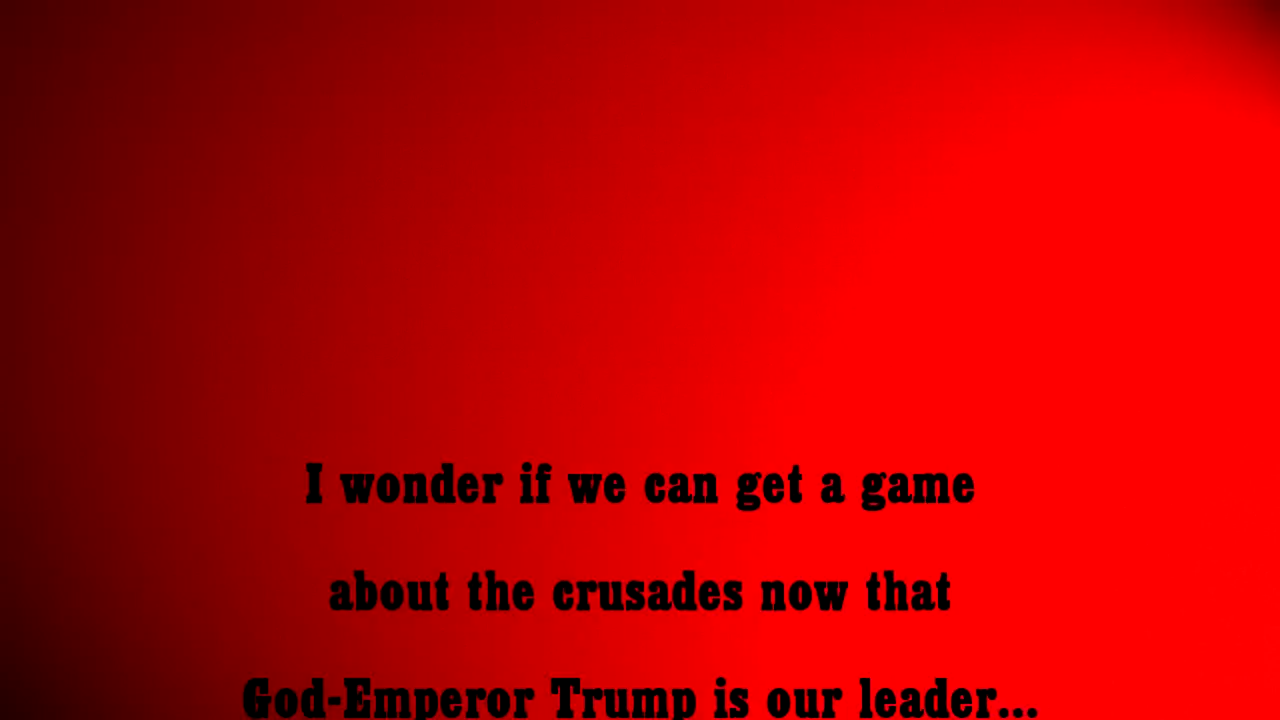 I wonder if we can get a game
about the crusades now that
God-Emperor Trump is our leader...